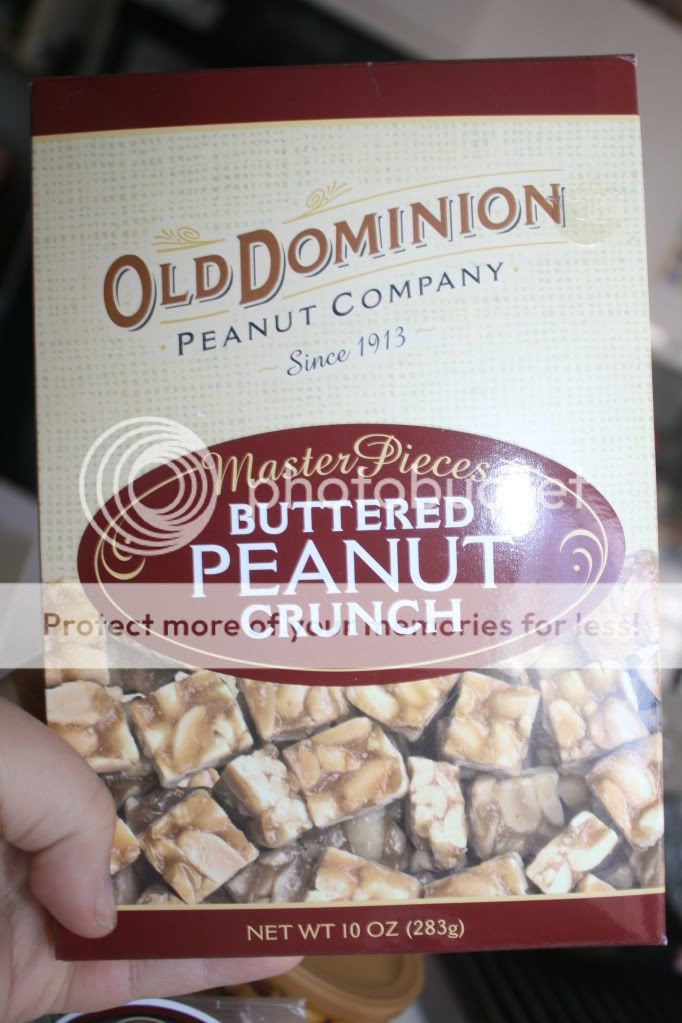 OLD DOMINION
PEANUT COMPANY
Since 1913
MasterPieces
photobucket
BUTTERED
PEANUT
CRUNCH
Protect more of your memories for less!
NET WT 10 OZ (283g)